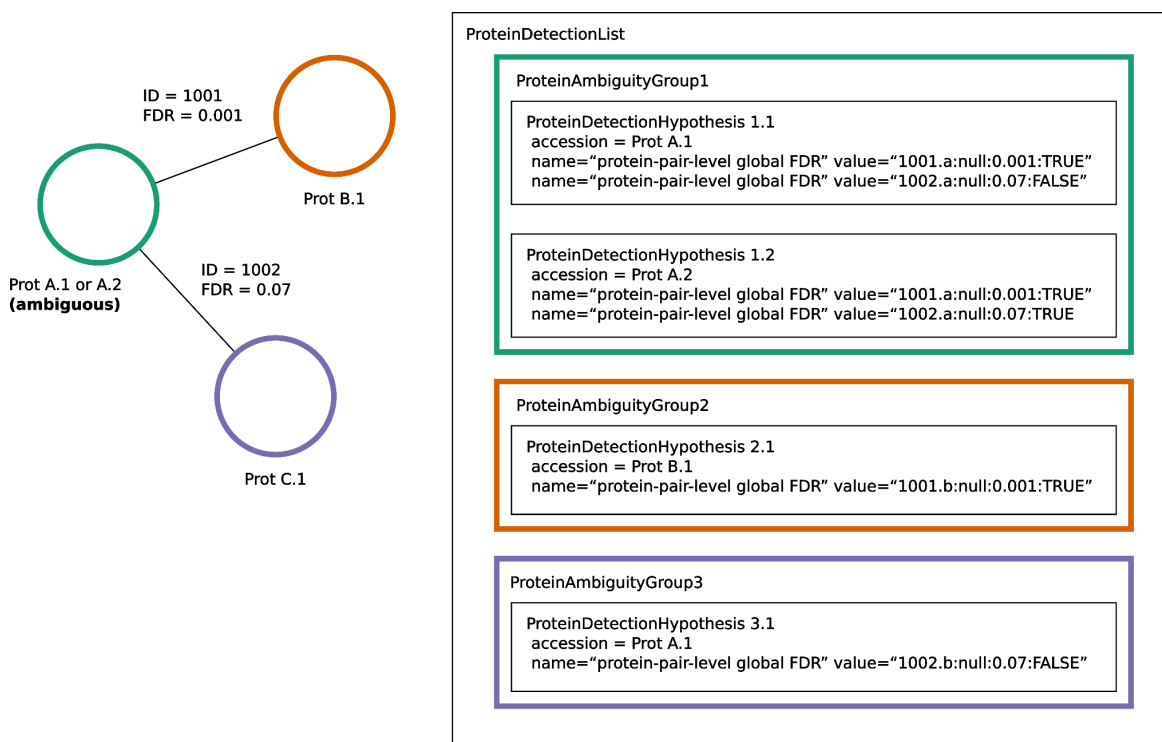 ID = 1001
FDR = 0.001
Prot B.1
Prot A.1 or A.2
(ambiguous)
ID = 1002
FDR = 0.07
Prot C.1
ProteinDetectionList
ProteinAmbiguityGroup1
ProteinDetectionHypothesis 1.1
accession = Prot A.1
name=“protein-pair-level global FDR” value=“1001.a:null:0.001:TRUE”
name=“protein-pair-level global FDR” value=“1002.a:null:0.07:FALSE”
ProteinDetectionHypothesis 1.2
accession = Prot A.2
name=“protein-pair-level global FDR” value=“1001.a:null:0.001:TRUE”
name=“protein-pair-level global FDR” value=“1002.a:null:0.07:TRUE
ProteinAmbiguityGroup2
ProteinDetectionHypothesis 2.1
accession = Prot B.1
name=“protein-pair-level global FDR” value=“1001.b:null:0.001:TRUE”
ProteinAmbiguityGroup3
ProteinDetectionHypothesis 3.1
accession = Prot A.1
name=“protein-pair-level global FDR” value=“1002.b:null:0.07:FALSE”